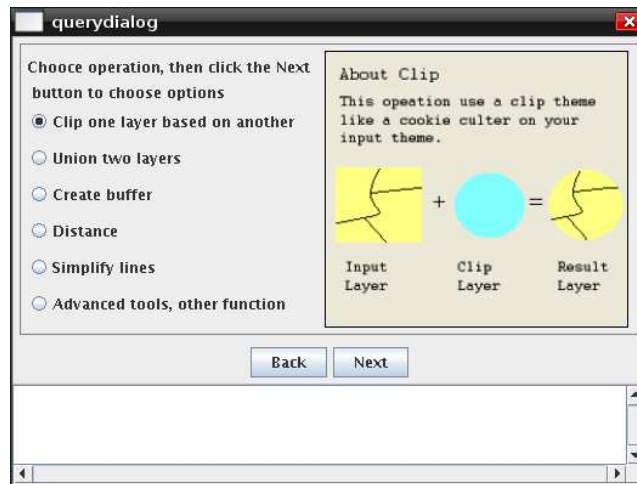 querydialog
Chooce operation, then click the Next
button to choose options
Clip one layer based on another
Union two layers
Create buffer
Distance
Simplify lines
Advanced tools, other function
About Clip
This opeation use a clip theme
like a cookie culter on your
input theme.
+
=
Input
Layer
Clip
Layer
Result
Layer
Back
Next